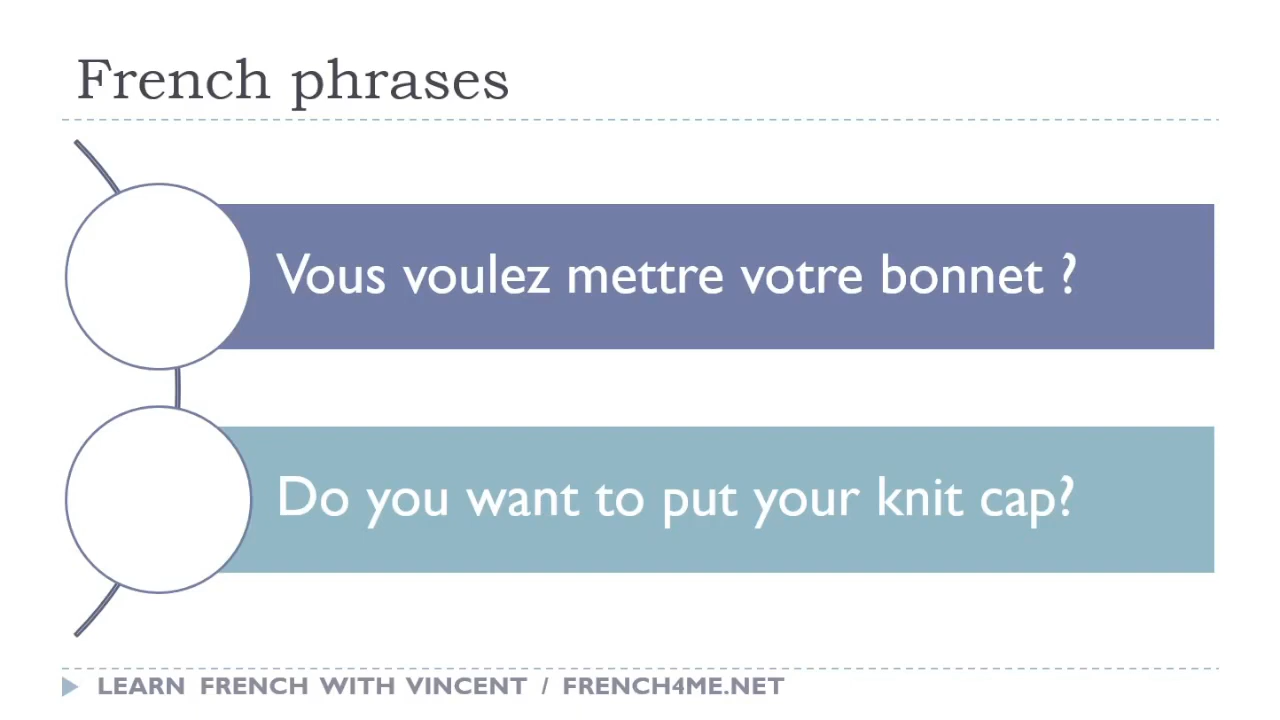 French phrases
Vous voulez mettre votre bonnet ?
Do you want to put your knit cap?
LEARN FRENCH WITH VINCENT / FRENCH4ME.NET